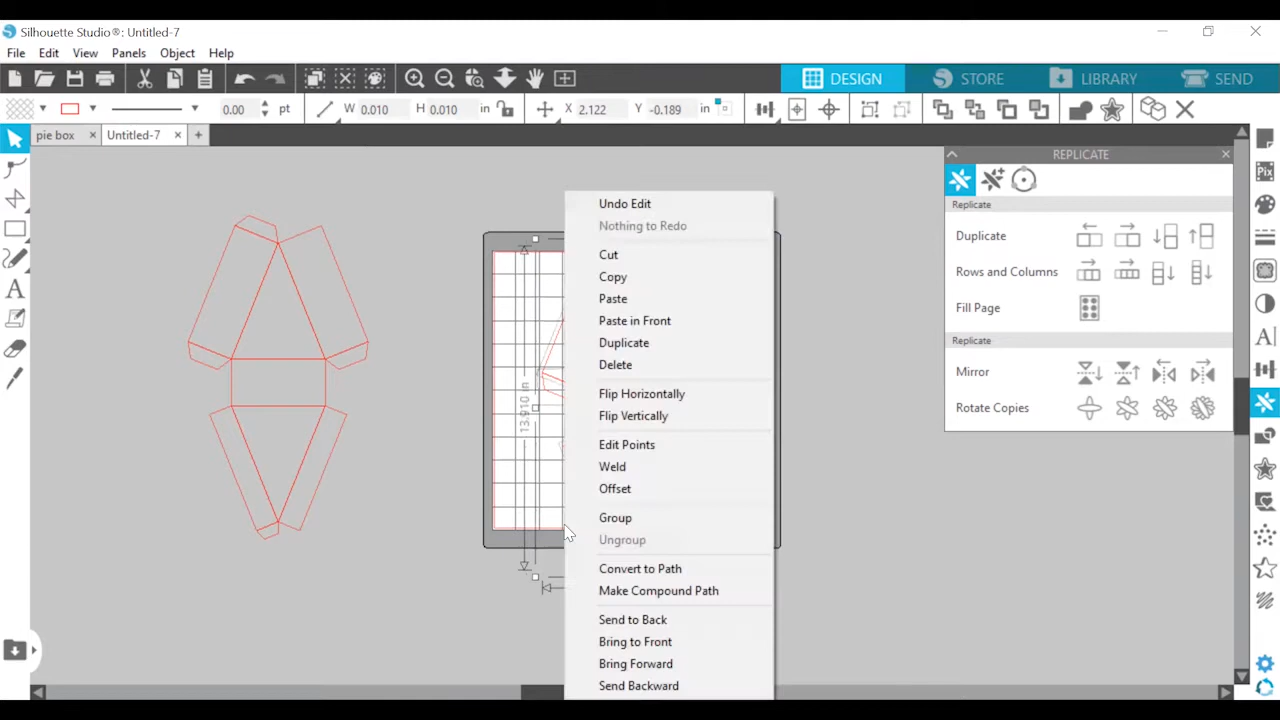 Silhouette Studio®: Untitled-7
File Edit View Panels Object Help
DESIGN STORE LIBRARY SEND
0.00 pt W 0.010 H 0.010 in X 2.122 Y -0.189 in
pie box Untitled-7
REPLICATE
Replicate
Duplicate
Rows and Columns
Fill Page
Replicate
Mirror
Rotate Copies
Pix
Undo Edit
Nothing to Redo
Cut
Copy
Paste
Paste in Front
Duplicate
Delete
Flip Horizontally
Flip Vertically
Edit Points
Weld
Offset
Group
Ungroup
Convert to Path
Make Compound Path
Send to Back
Bring to Front
Bring Forward
Send Backward
13.910 in